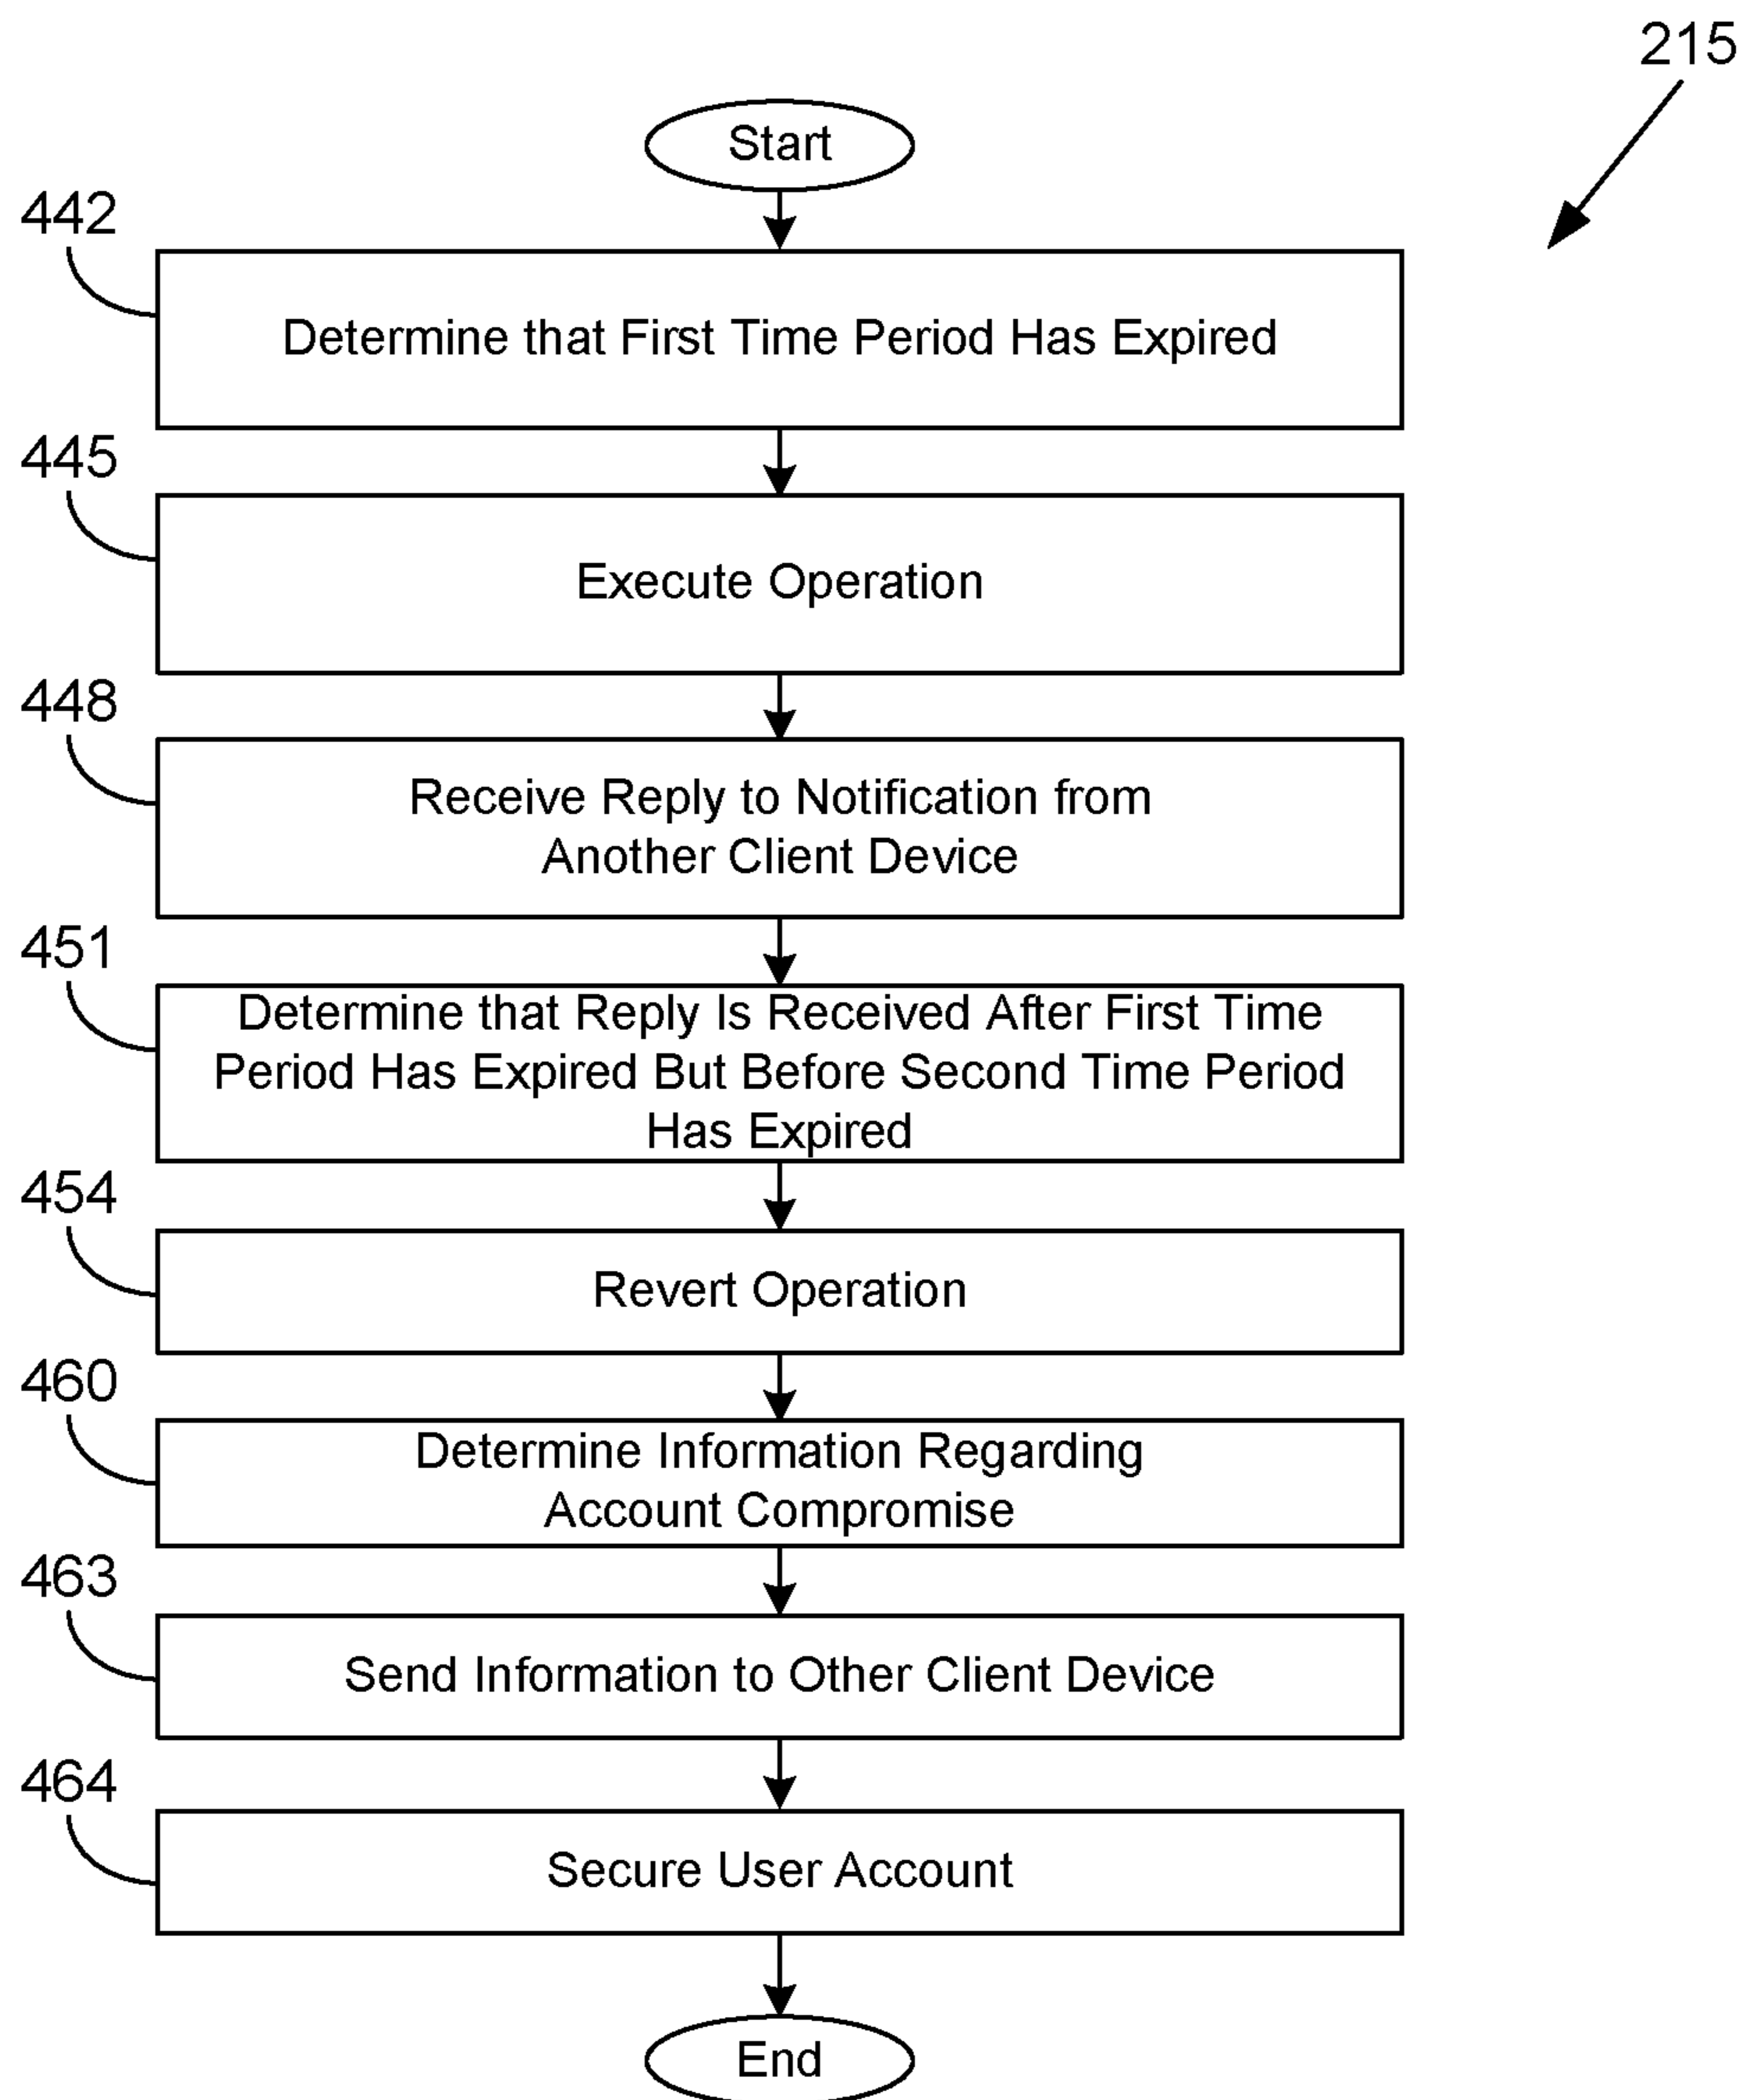 215
Start
442
Determine that First Time Period Has Expired
445
Execute Operation
448
Receive Reply to Notification from
Another Client Device
451
Determine that Reply Is Received After First Time
Period Has Expired But Before Second Time Period
Has Expired
454
Revert Operation
460
Determine Information Regarding
Account Compromise
463
Send Information to Other Client Device
464
Secure User Account
End